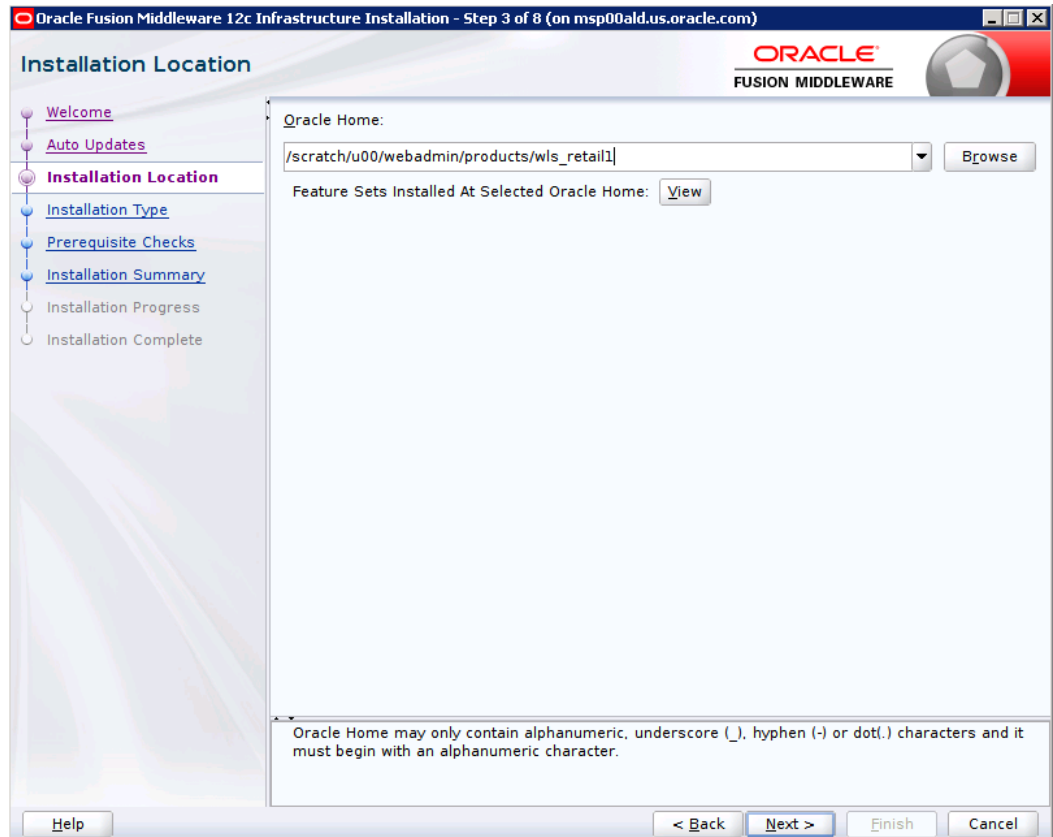 Oracle Fusion Middleware 12c Infrastructure Installation - Step 3 of 8 (on msp00ald.us.oracle.com)
Installation Location
ORACLE
FUSION MIDDLEWARE
Welcome
Auto Updates
Installation Location
Installation Type
Prerequisite Checks
Installation Summary
Installation Progress
Installation Complete
Oracle Home:
/scratch/u00/webadmin/products/wls_retail1
Browse
Feature Sets Installed At Selected Oracle Home: View
Oracle Home may only contain alphanumeric, underscore (_), hyphen (-) or dot(.) characters and it
must begin with an alphanumeric character.
Help
< Back
Next >
Finish
Cancel